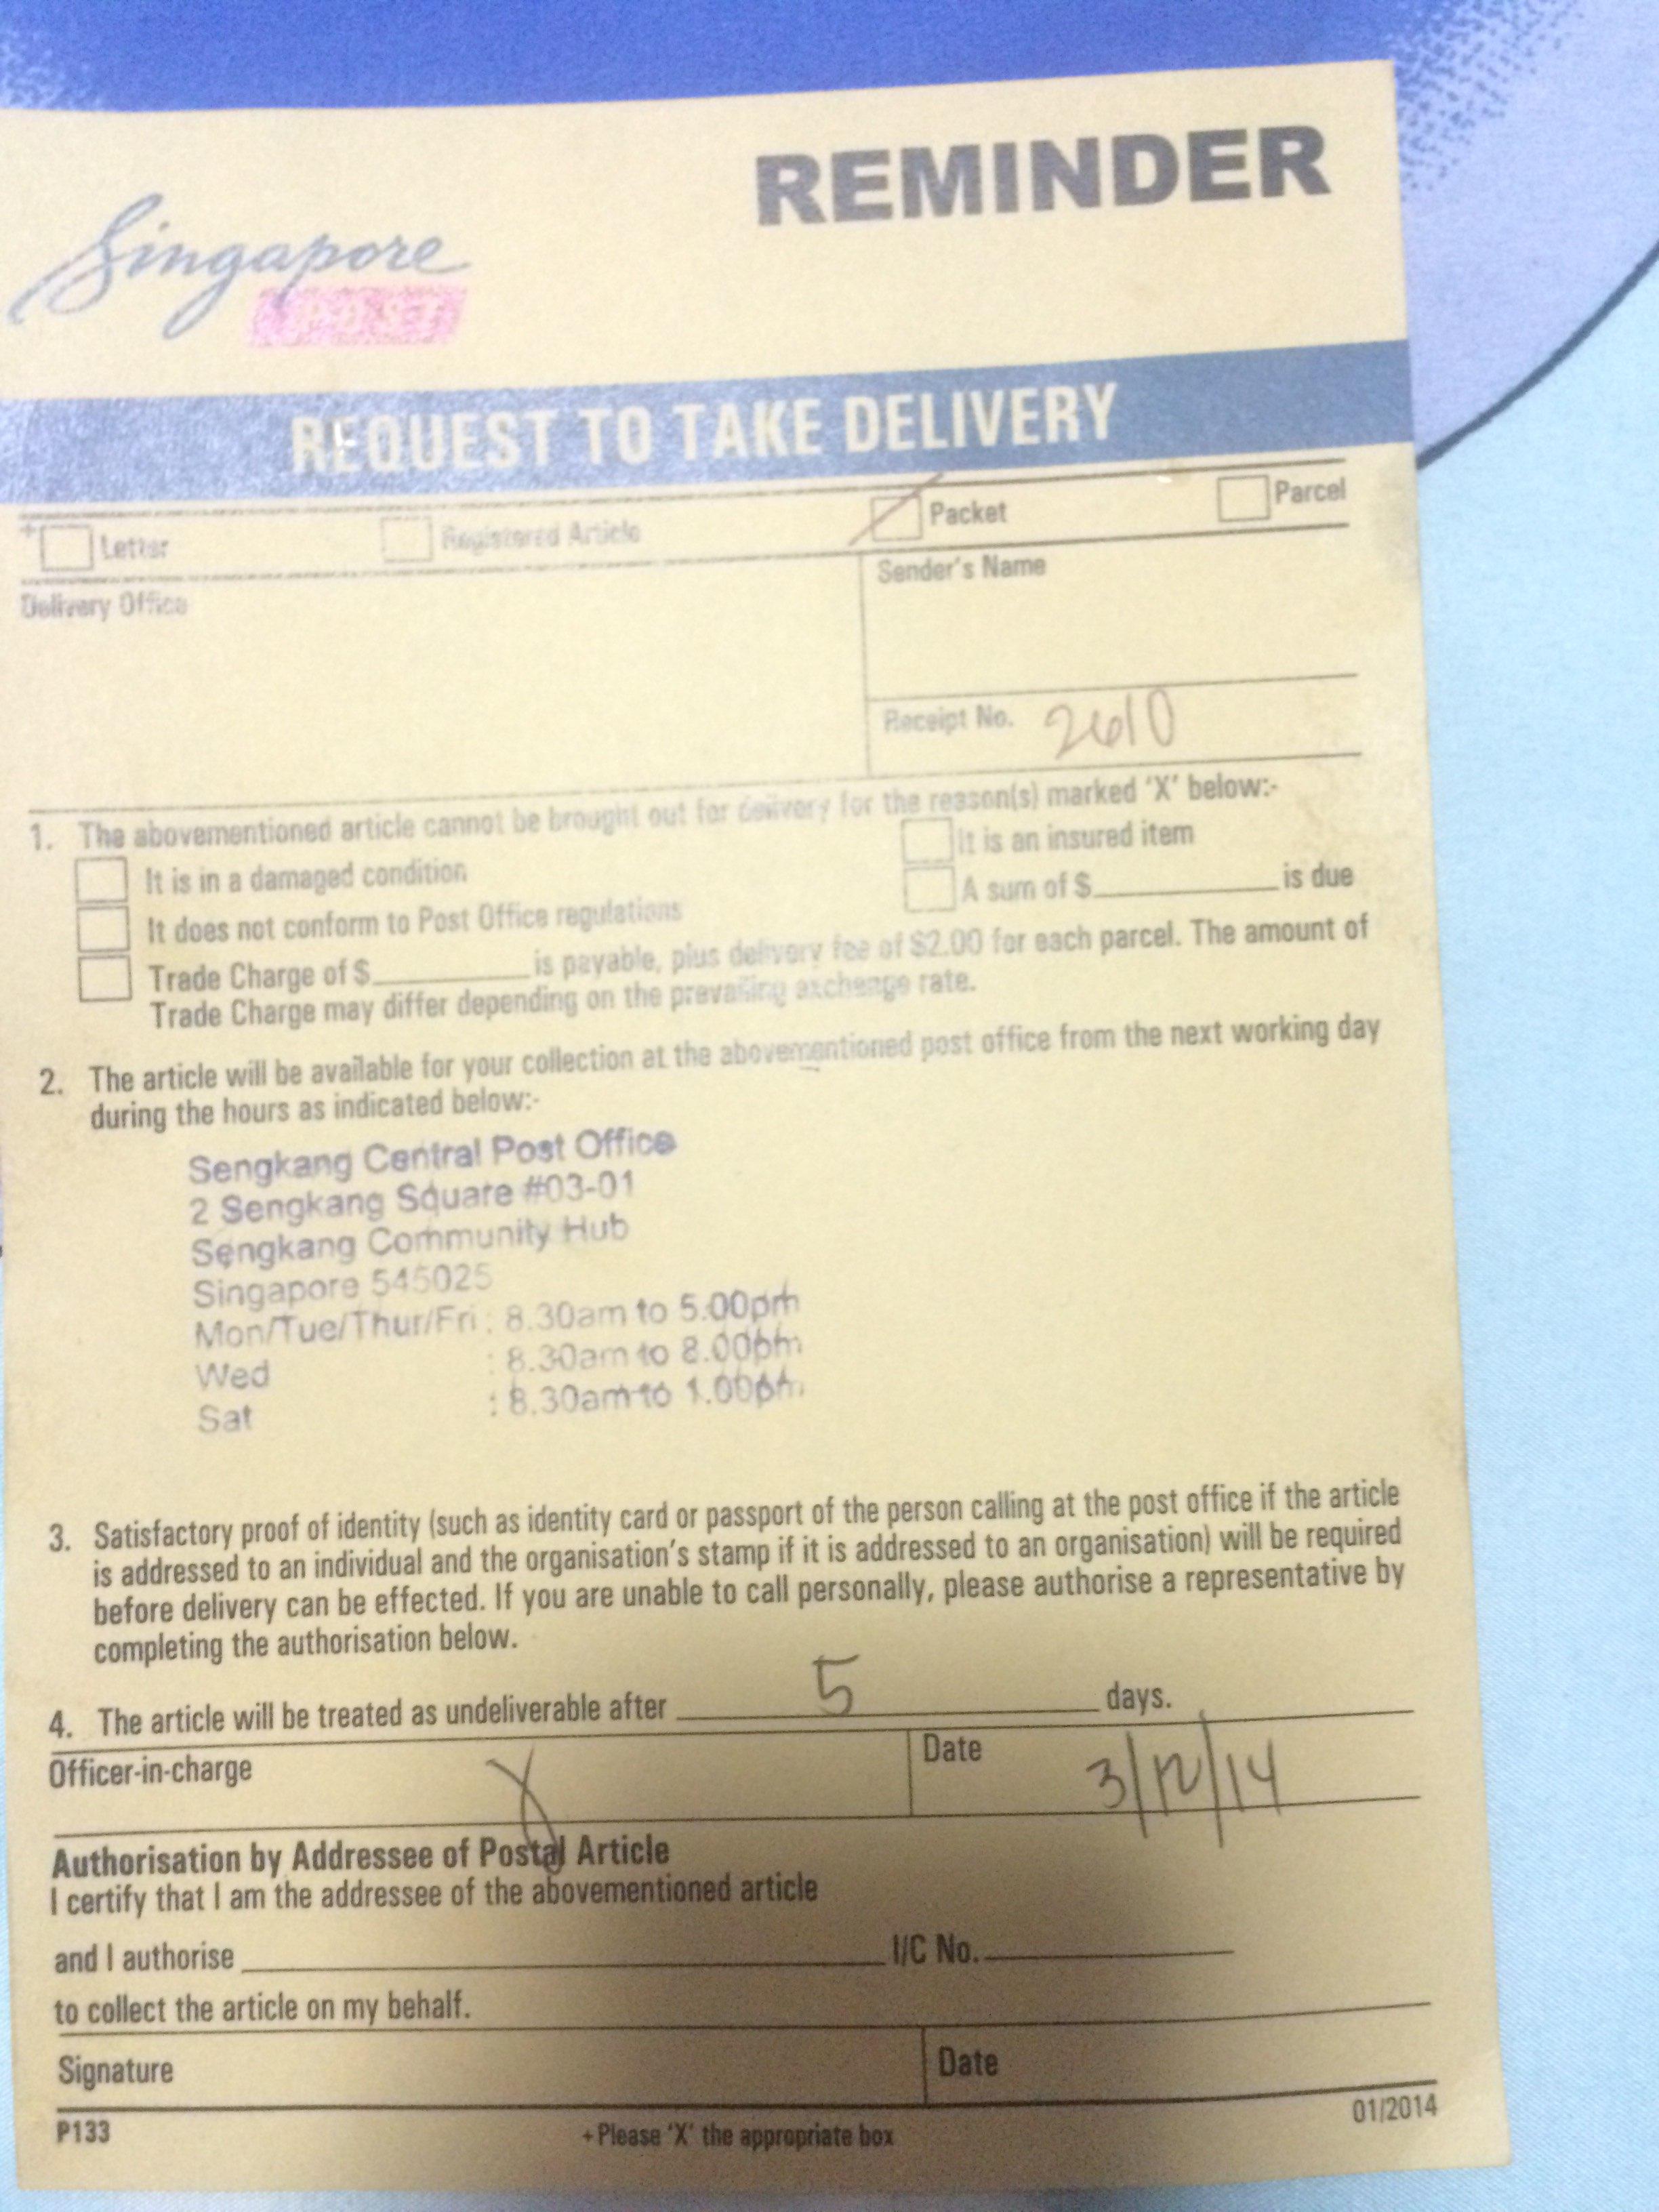 REMINDER
Singapore
POST
REQUEST TO TAKE DELIVERY
+ Letter Registered Article Packet Parcel
Delivery Office
Sender's Name
Receipt No. 2610
1. The abovementioned article cannot be brought out for delivery for the reason(s) marked 'X' below:-
It is in a damaged condition
It is an insured item
It does not conform to Post Office regulations
A sum of $ is due
Trade Charge of $ is payable, plus delivery fee of $2.00 for each parcel. The amount of
Trade Charge may differ depending on the prevailing exchange rate.
2. The article will be available for your collection at the abovementioned post office from the next working day
during the hours as indicated below:-
Sengkang Central Post Office
2 Sengkang Square #03-01
Sengkang Community Hub
Singapore 545025
Mon/Tue/Thur/Fri : 8.30am to 5.00pm
Wed : 8.30am to 8.00pm
Sat : 8.30am to 1.00pm
3. Satisfactory proof of identity (such as identity card or passport of the person calling at the post office if the article
is addressed to an individual and the organisation's stamp if it is addressed to an organisation) will be required
before delivery can be effected. If you are unable to call personally, please authorise a representative by
completing the authorisation below.
4. The article will be treated as undeliverable after 5 days.
Officer-in-charge
Date 3/12/14
Authorisation by Addressee of Postal Article
I certify that I am the addressee of the abovementioned article
and I authorise I/C No.
to collect the article on my behalf.
Signature
Date
P133
+ Please 'X' the appropriate box
01/2014